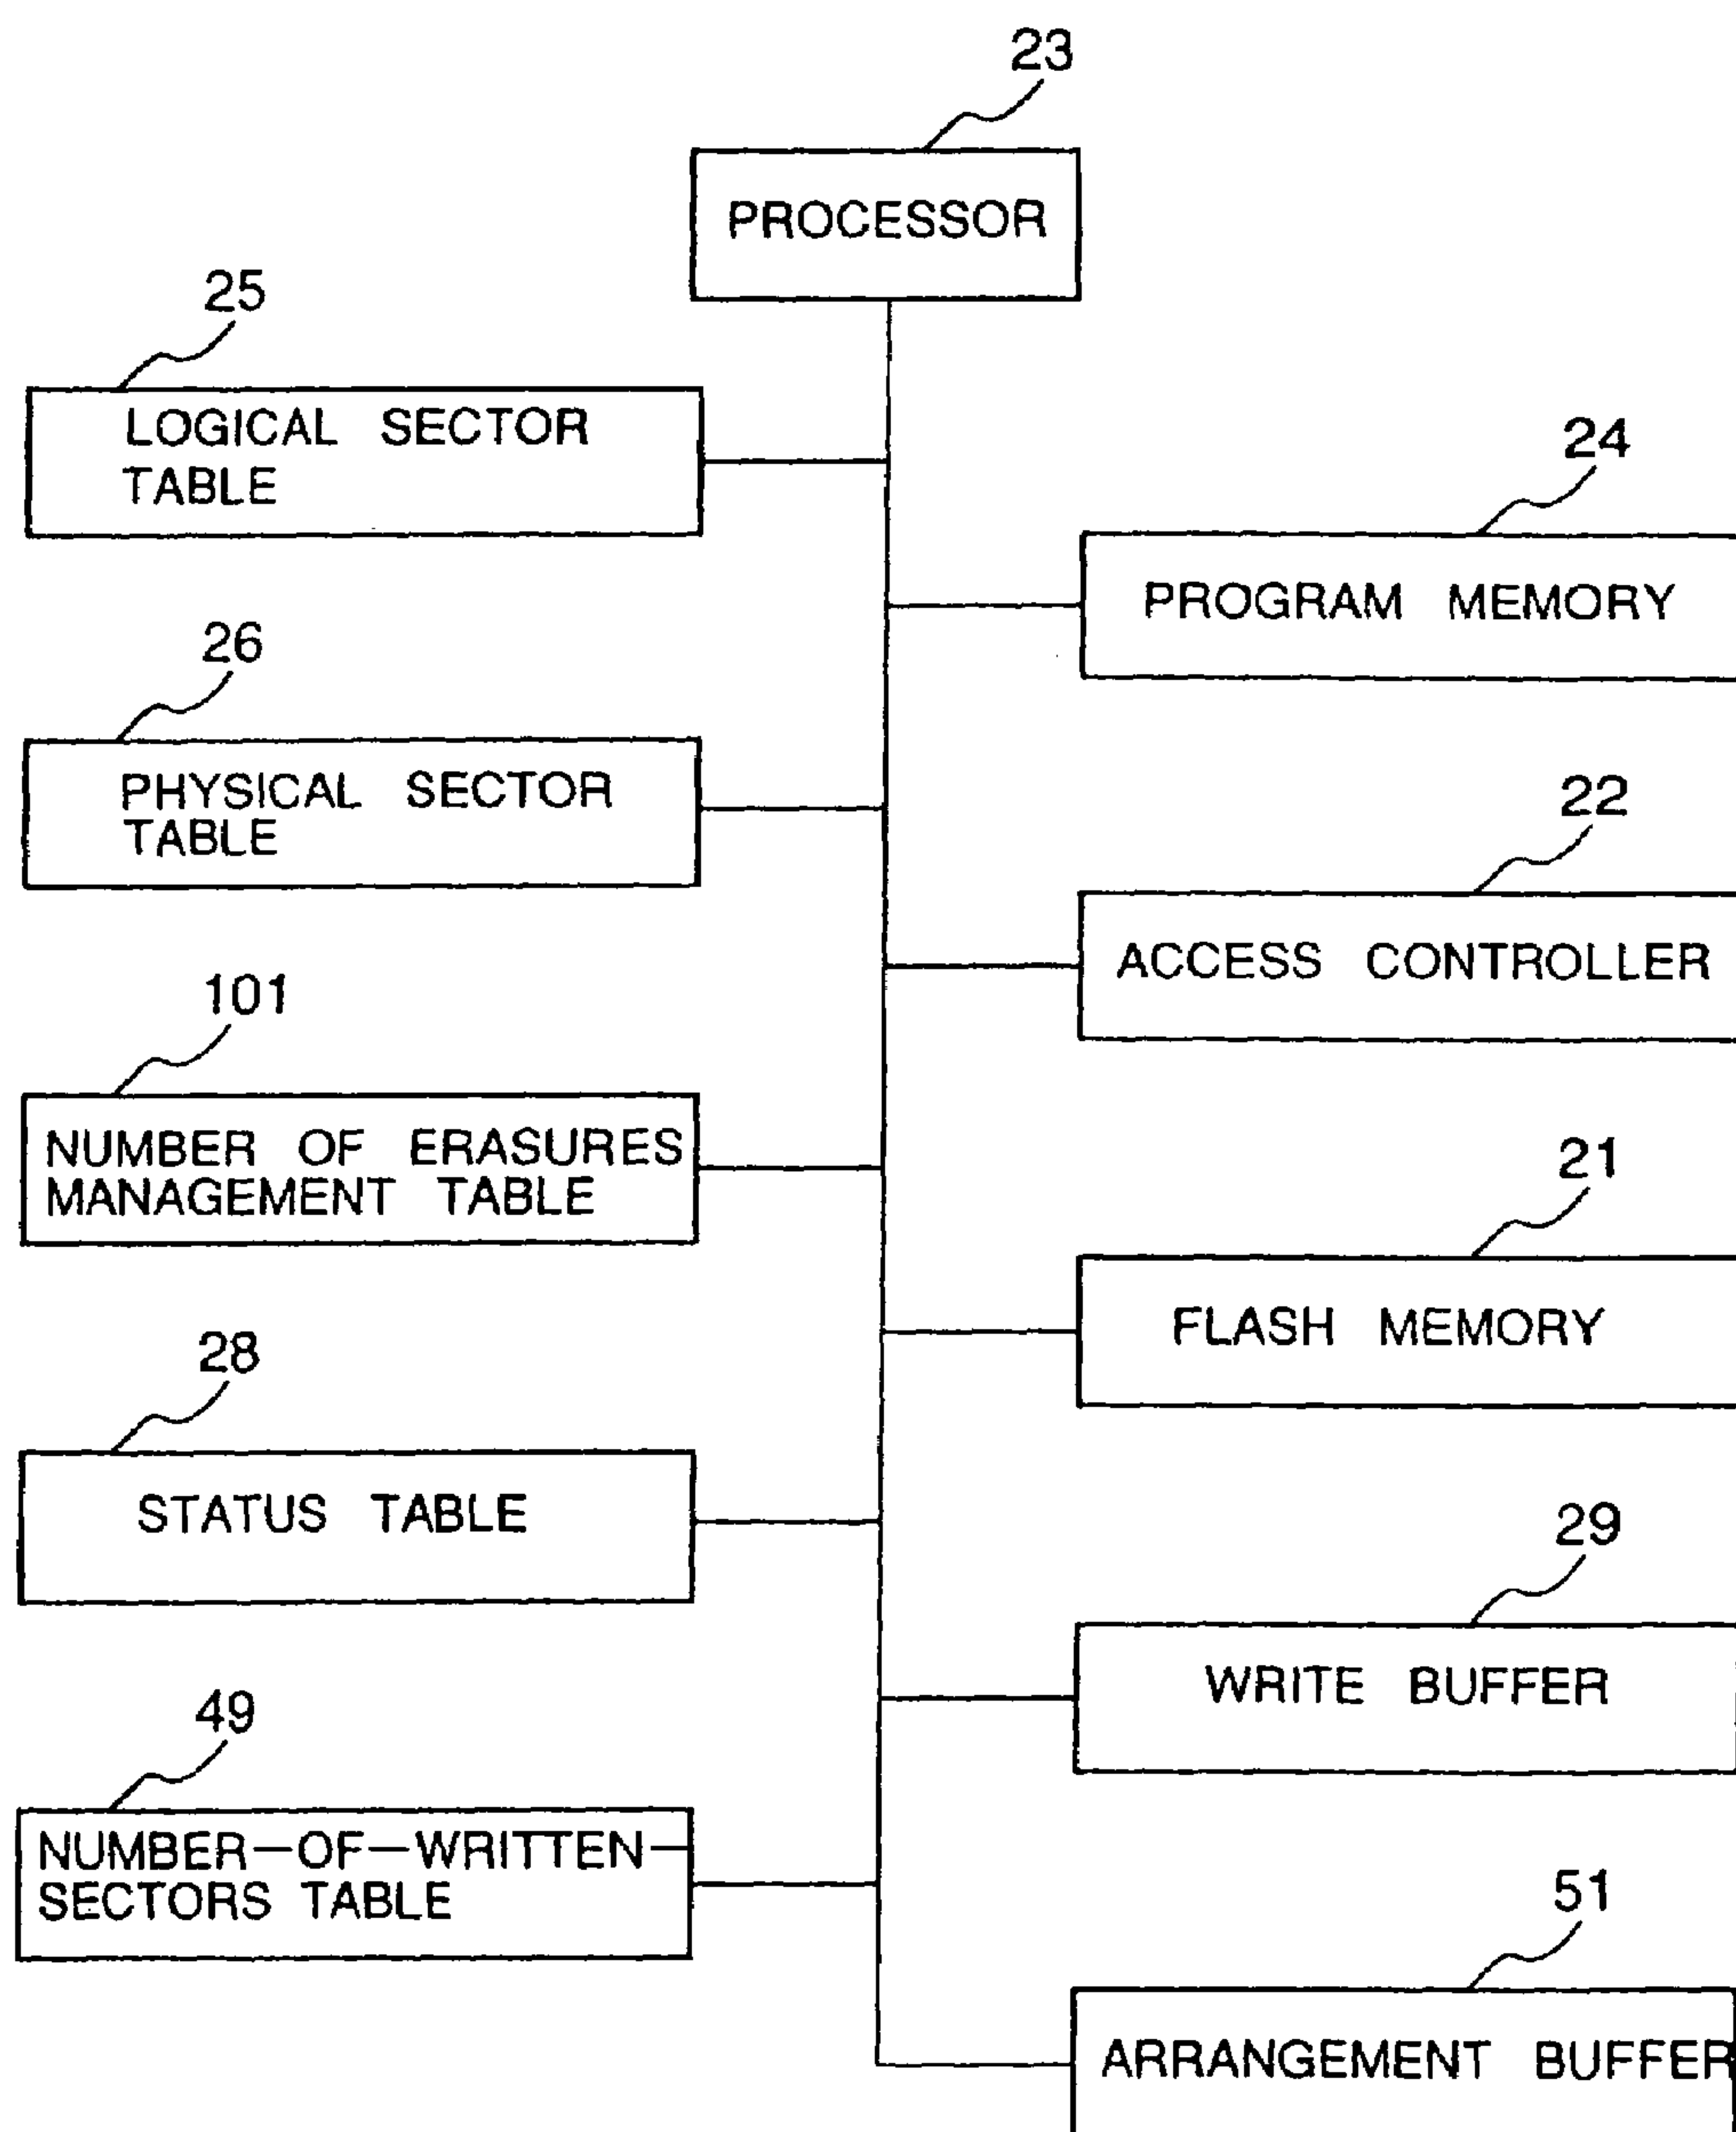 23
PROCESSOR
25
LOGICAL SECTOR
TABLE
24
PROGRAM MEMORY
26
PHYSICAL SECTOR
TABLE
22
ACCESS CONTROLLER
101
NUMBER OF ERASURES
MANAGEMENT TABLE
21
FLASH MEMORY
28
STATUS TABLE
29
WRITE BUFFER
49
NUMBER-OF-WRITTEN-
SECTORS TABLE
51
ARRANGEMENT BUFFER